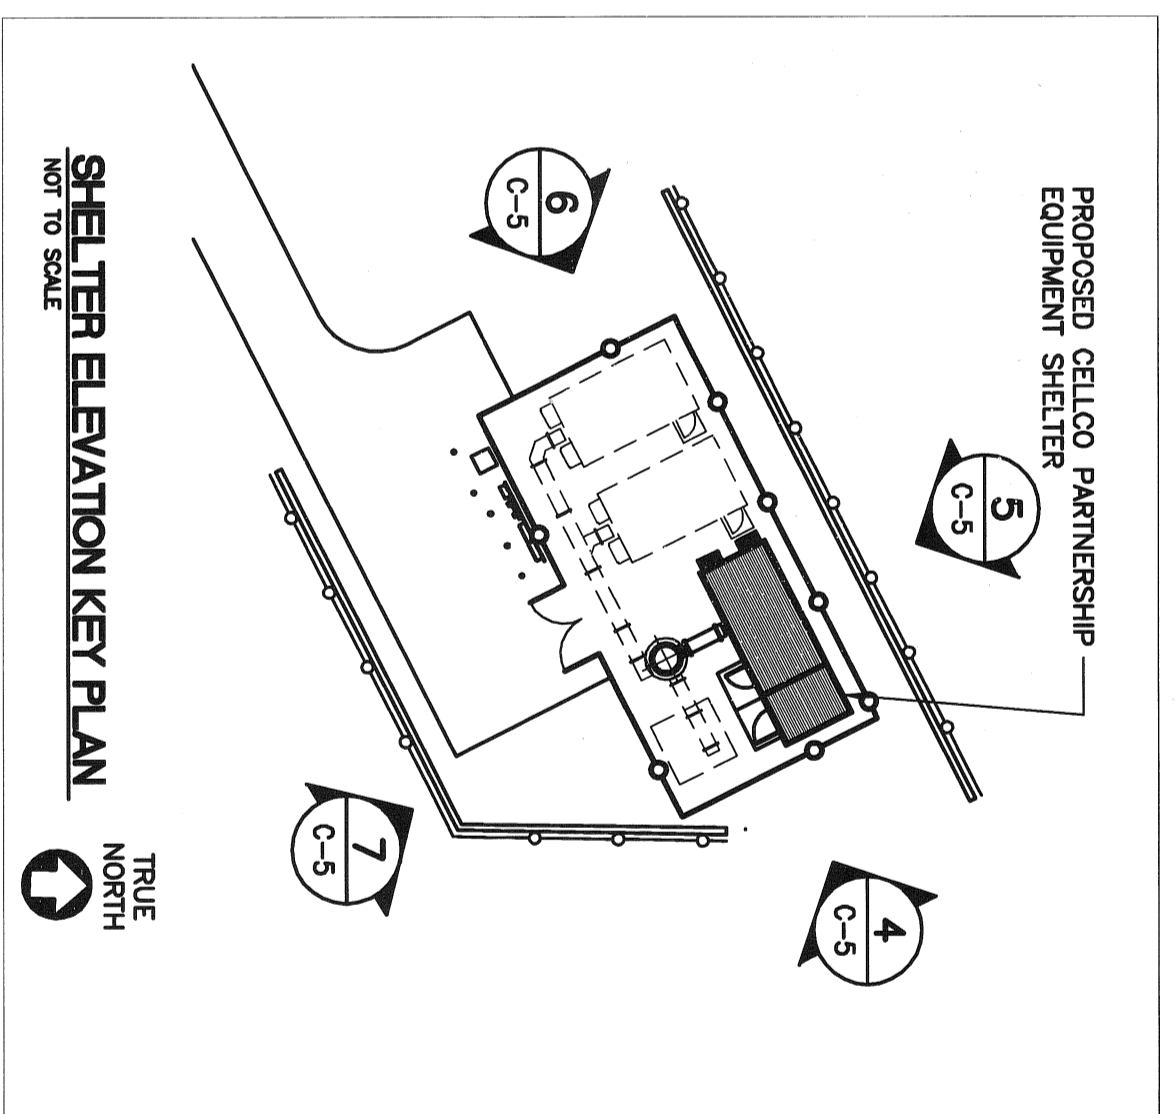 PROPOSED CELLCO PARTNERSHIP
EQUIPMENT SHELTER
5
C-5
4
C-5
6
C-5
7
C-5
SHELTER ELEVATION KEY PLAN
NOT TO SCALE
TRUE
NORTH